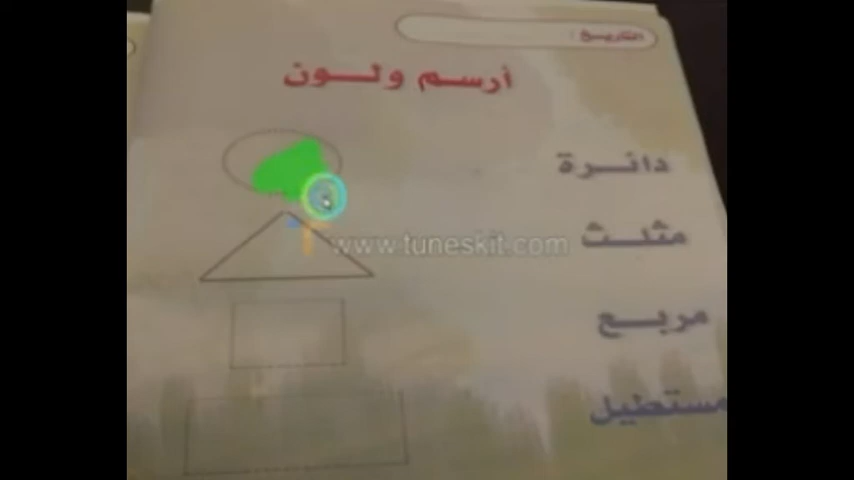 التاريخ :
أرسم ولون
دائرة
مثلث
www.tuneskit.com
مربع
مستطيل